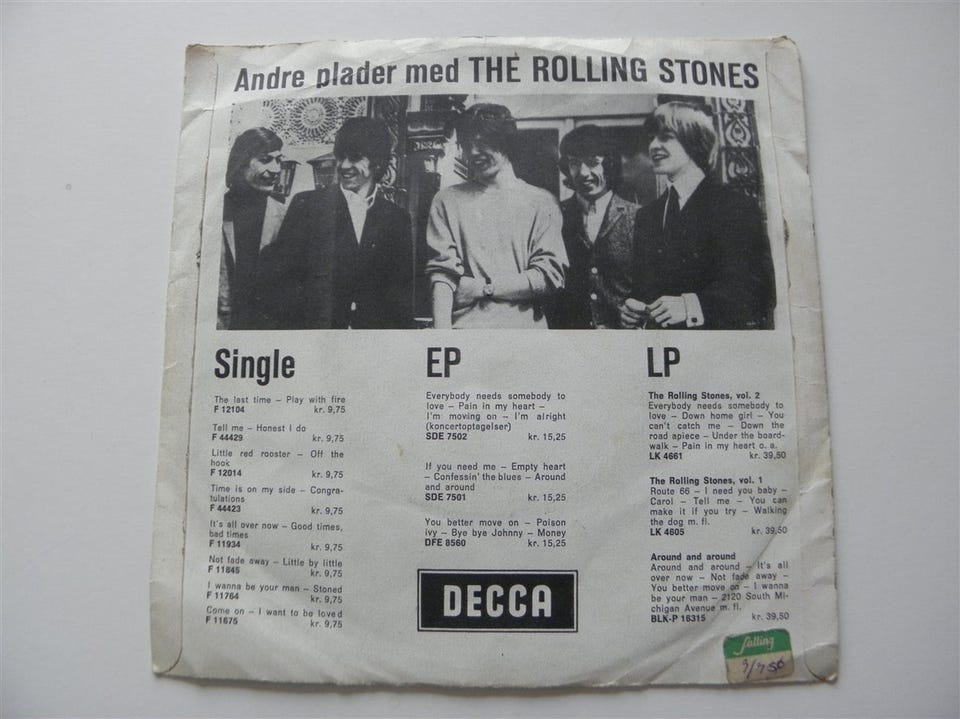 Andre plader med THE ROLLING STONES
Single
The last time – Play with fire
F 12104 kr. 9,75
Tell me – Honest I do
F 44429 kr. 9,75
Little red rooster – Off the
hook
F 12014 kr. 9,75
Time is on my side – Congra-
tulations
F 44423 kr. 9,75
It's all over now – Good times,
bad times
F 11934 kr. 9,75
Not fade away – Little by little
F 11845 kr. 9,75
I wanna be your man – Stoned
F 11764 kr. 9,75
Come on – I want to be loved
F 11675 kr. 9,75
EP
Everybody needs somebody to
love – Pain in my heart –
I'm moving on – I'm alright
(koncertoptagelser)
SDE 7502 kr. 15,25
If you need me – Empty heart
– Confessin' the blues – Around
and around
SDE 7501 kr. 15,25
You better move on – Poison
ivy – Bye bye Johnny – Money
DFE 8560 kr. 15,25
DECCA
LP
The Rolling Stones, vol. 2
Everybody needs somebody to
love – Down home girl – You
can't catch me – Down the
road apiece – Under the board-
walk – Pain in my heart o. a.
LK 4661 kr. 39,50
The Rolling Stones, vol. 1
Route 66 – I need you baby –
Carol – Tell me – You can
make it if you try – Walking
the dog m. fl.
LK 4605 kr. 39,50
Around and around
Around and around – It's all
over now – Not fade away –
You better move on – I wanna
be your man – 2120 South Mi-
chigan Avenue m. fl.
BLK-P 16315 kr. 39,50
Salling